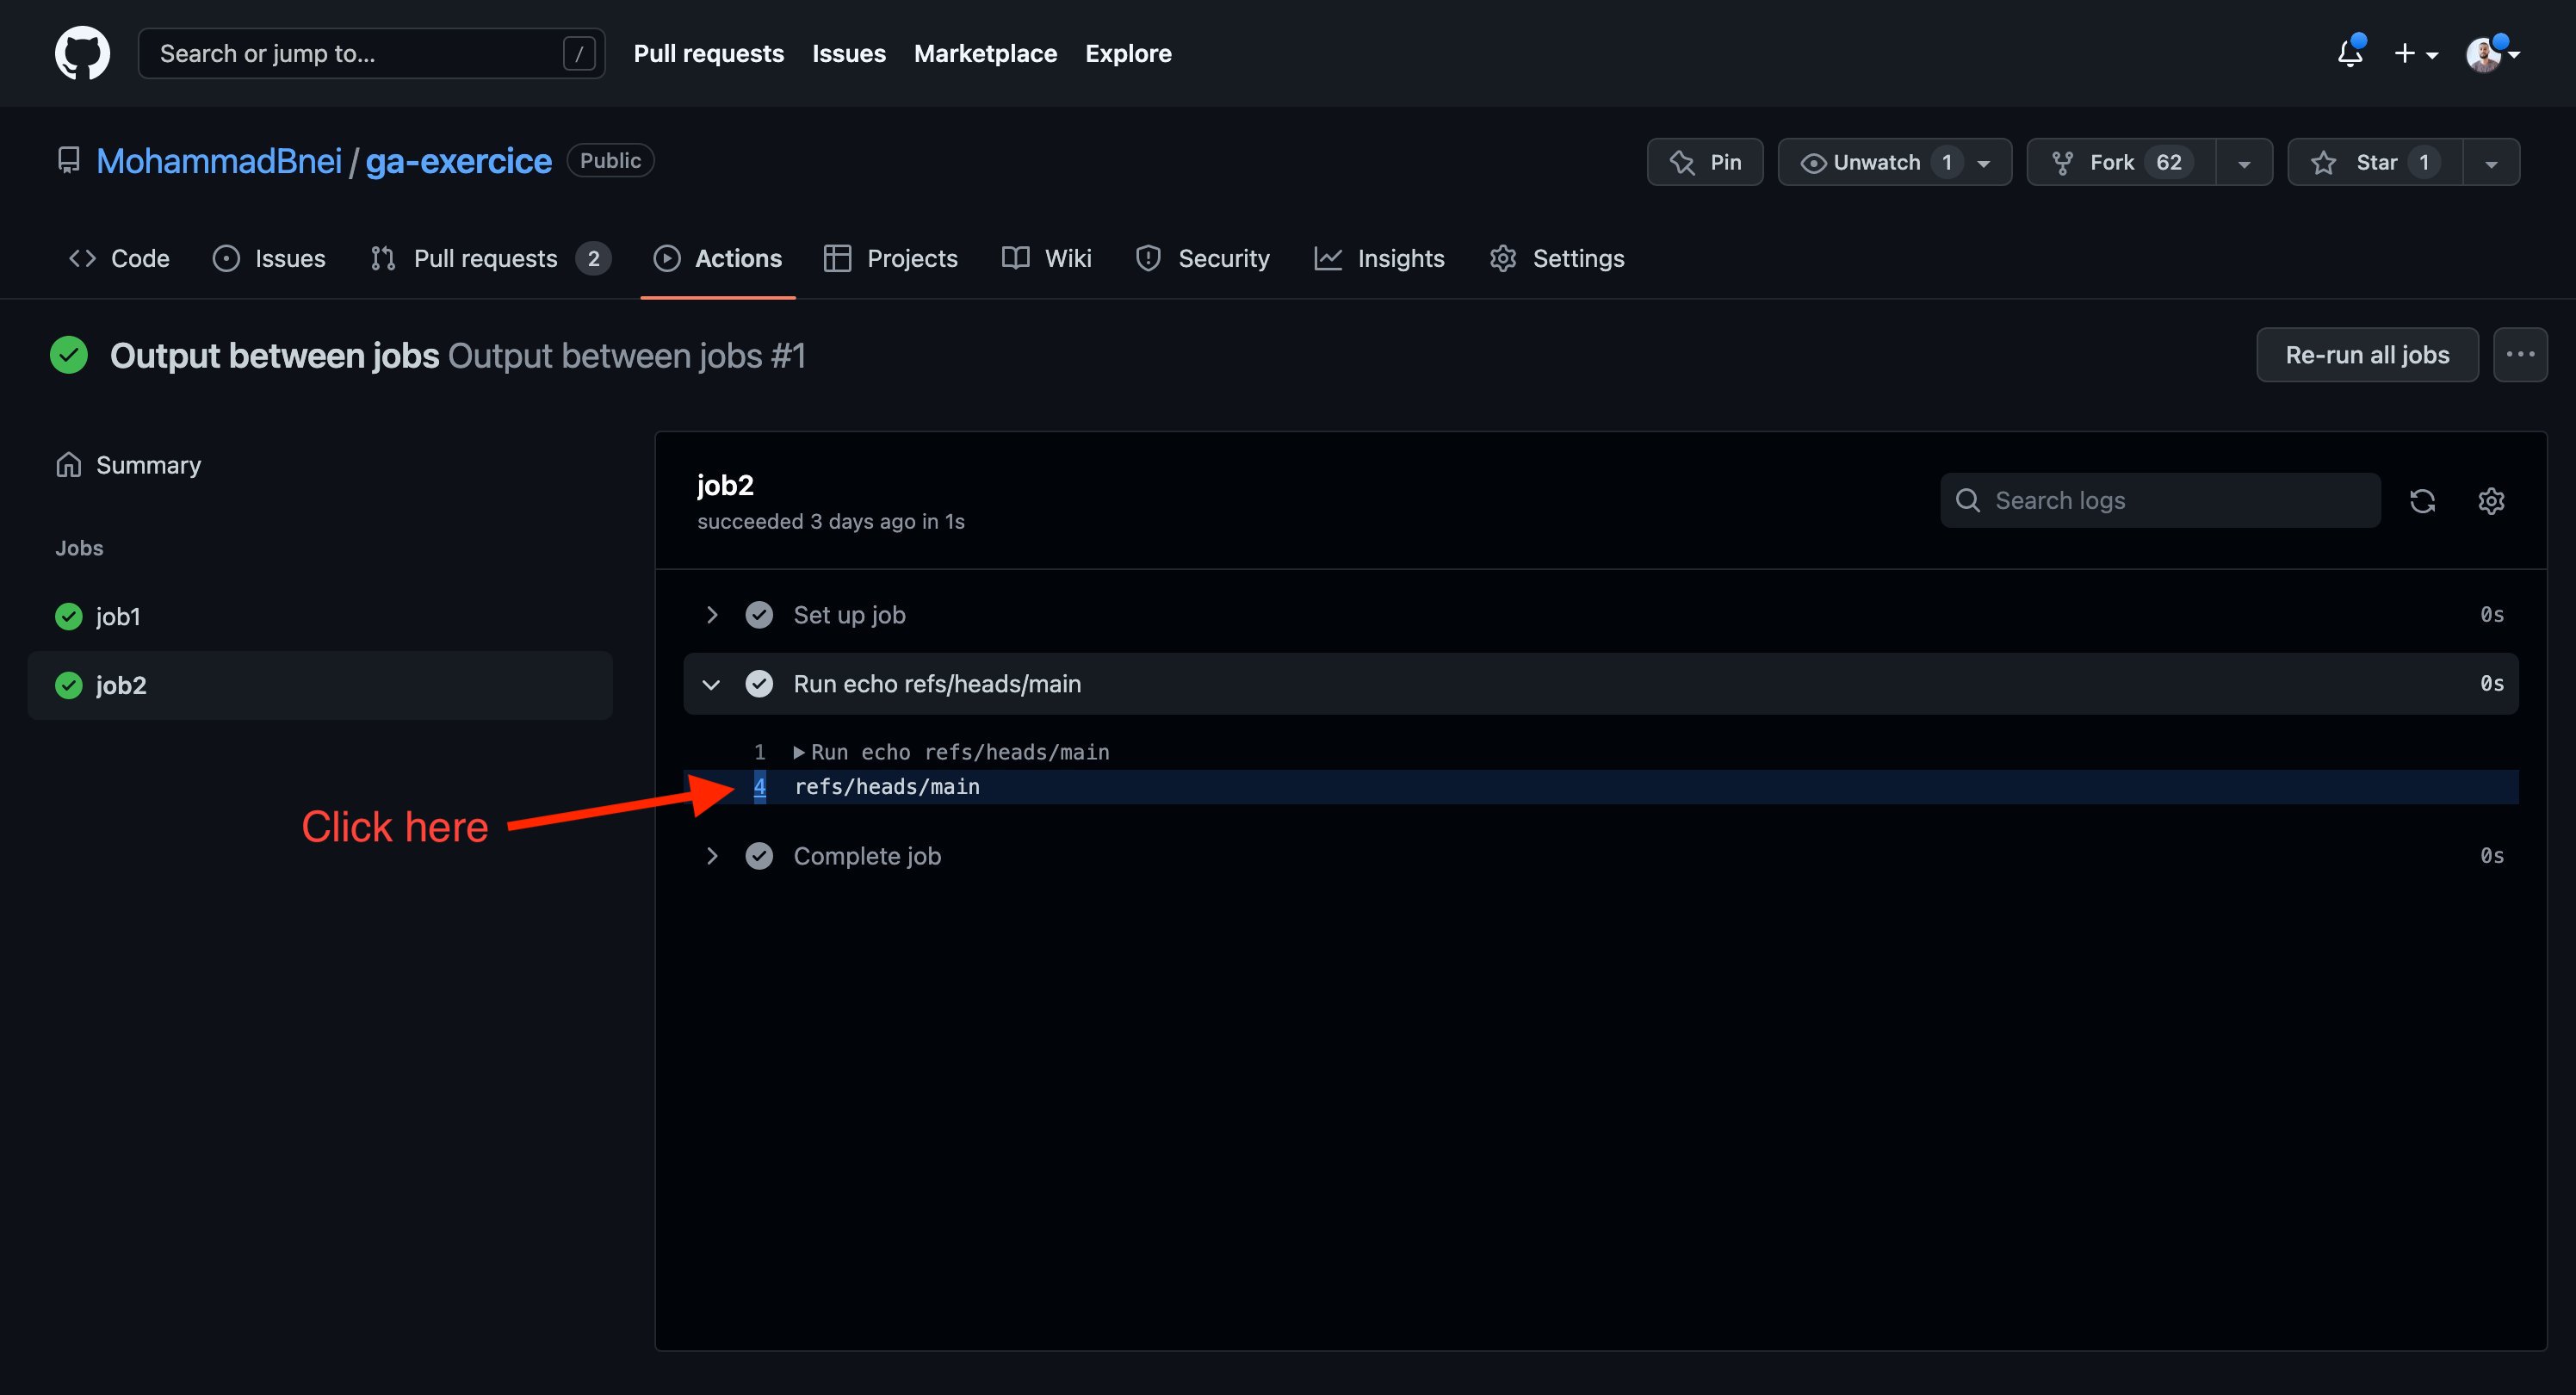 Search or jump to... / Pull requests Issues Marketplace Explore
MohammadBnei / ga-exercice Public Pin Unwatch 1 Fork 62 Star 1
Code Issues Pull requests 2 Actions Projects Wiki Security Insights Settings
Output between jobs Output between jobs #1 Re-run all jobs
Summary
Jobs
job1
job2
job2
succeeded 3 days ago in 1s
Search logs
Set up job 0s
Run echo refs/heads/main 0s
1 Run echo refs/heads/main
4 refs/heads/main
Click here
Complete job 0s